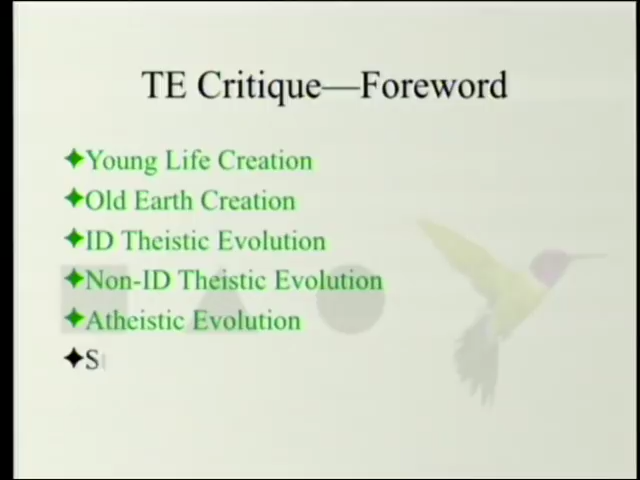 TE Critique—Foreword
✦Young Life Creation
✦Old Earth Creation
✦ID Theistic Evolution
✦Non-ID Theistic Evolution
✦Atheistic Evolution